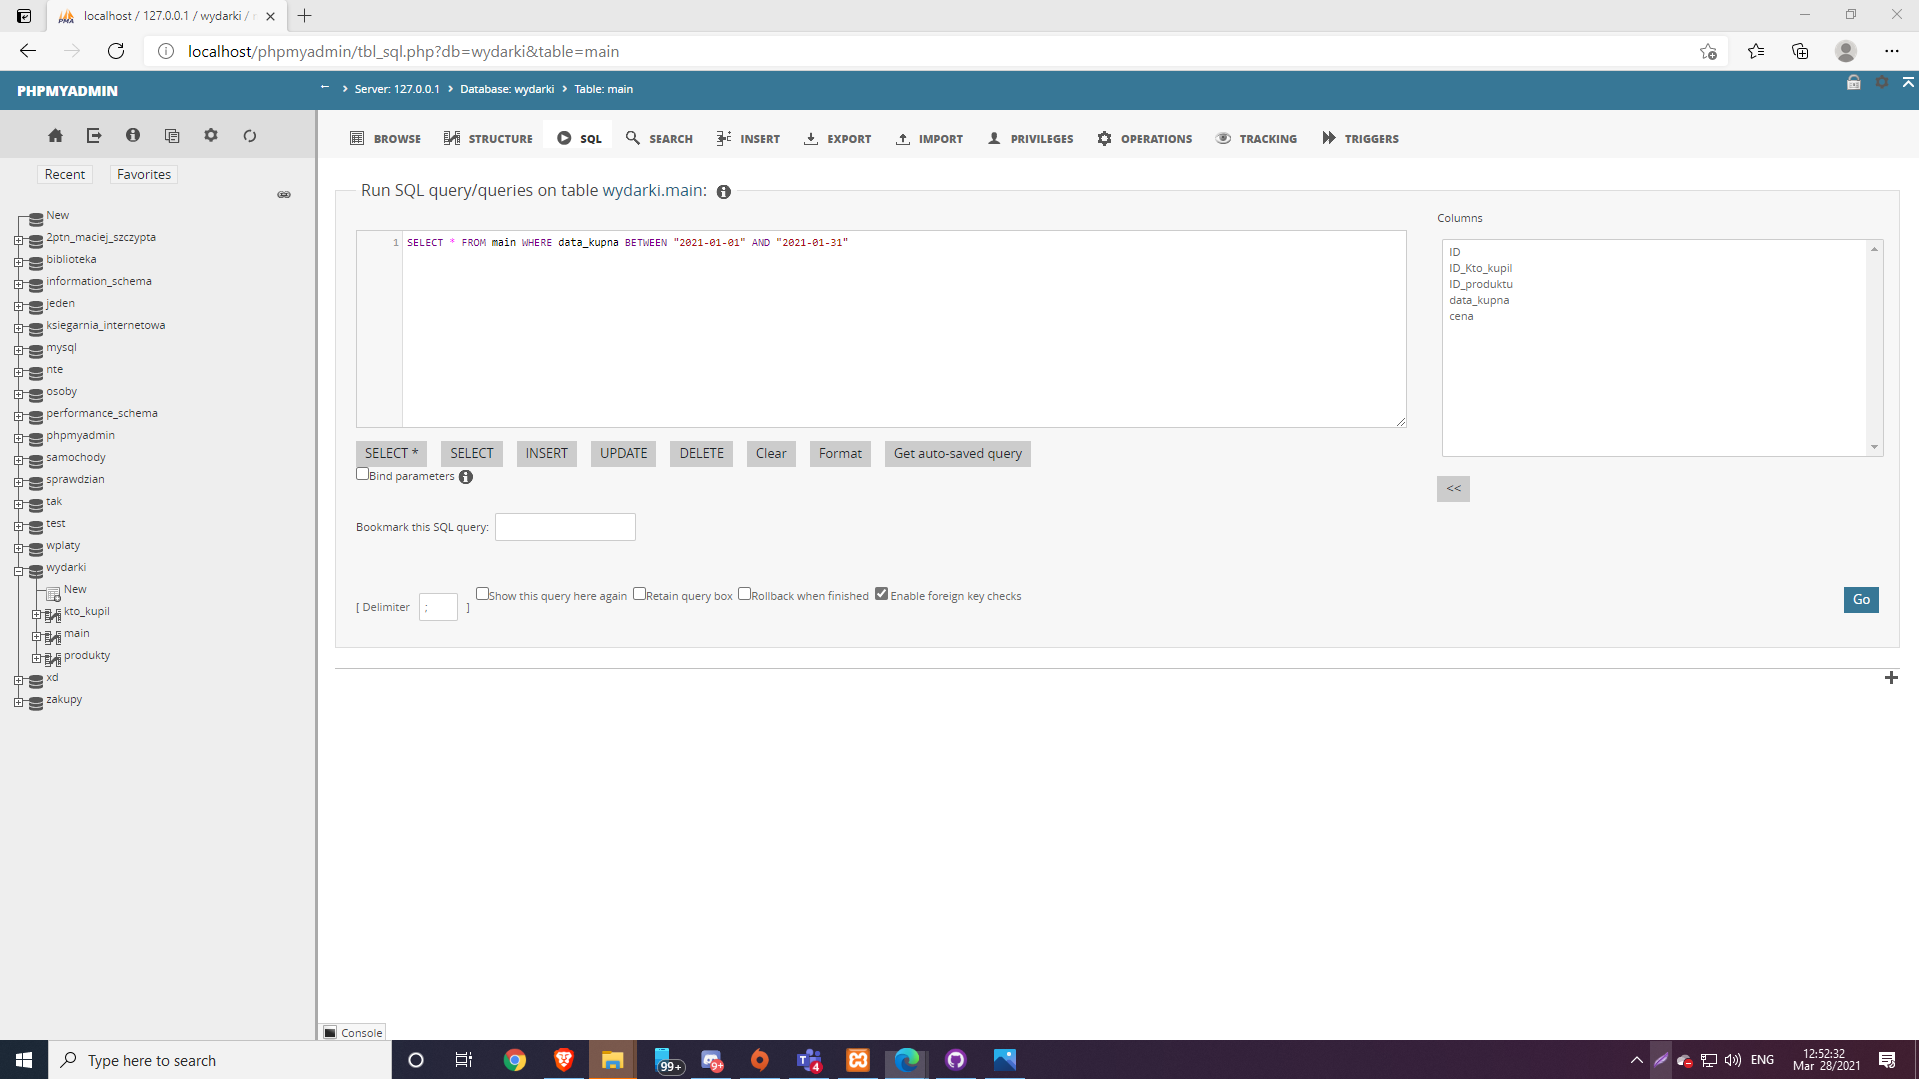 localhost / 127.0.0.1 / wydarki /
localhost/phpmyadmin/tbl_sql.php?db=wydarki&table=main
PHPMYADMIN
Server: 127.0.0.1 Database: wydarki Table: main
BROWSE STRUCTURE SQL SEARCH INSERT EXPORT IMPORT PRIVILEGES OPERATIONS TRACKING TRIGGERS
Recent Favorites
New
2ptn_maciej_szczypta
biblioteka
information_schema
jeden
ksiegarnia_internetowa
mysql
nte
osoby
performance_schema
phpmyadmin
samochody
sprawdzian
tak
test
wplaty
wydarki
New
kto_kupil
main
produkty
xd
zakupy
Run SQL query/queries on table wydarki.main:
1 SELECT * FROM main WHERE data_kupna BETWEEN "2021-01-01" AND "2021-01-31"
Columns
ID
ID_Kto_kupil
ID_produktu
data_kupna
cena
<<
SELECT * SELECT INSERT UPDATE DELETE Clear Format Get auto-saved query
Bind parameters
Bookmark this SQL query:
[ Delimiter ; ] Show this query here again Retain query box Rollback when finished Enable foreign key checks
Go
Console
Type here to search
99+ 9+ 4
ENG
12:52:32
Mar 28/2021